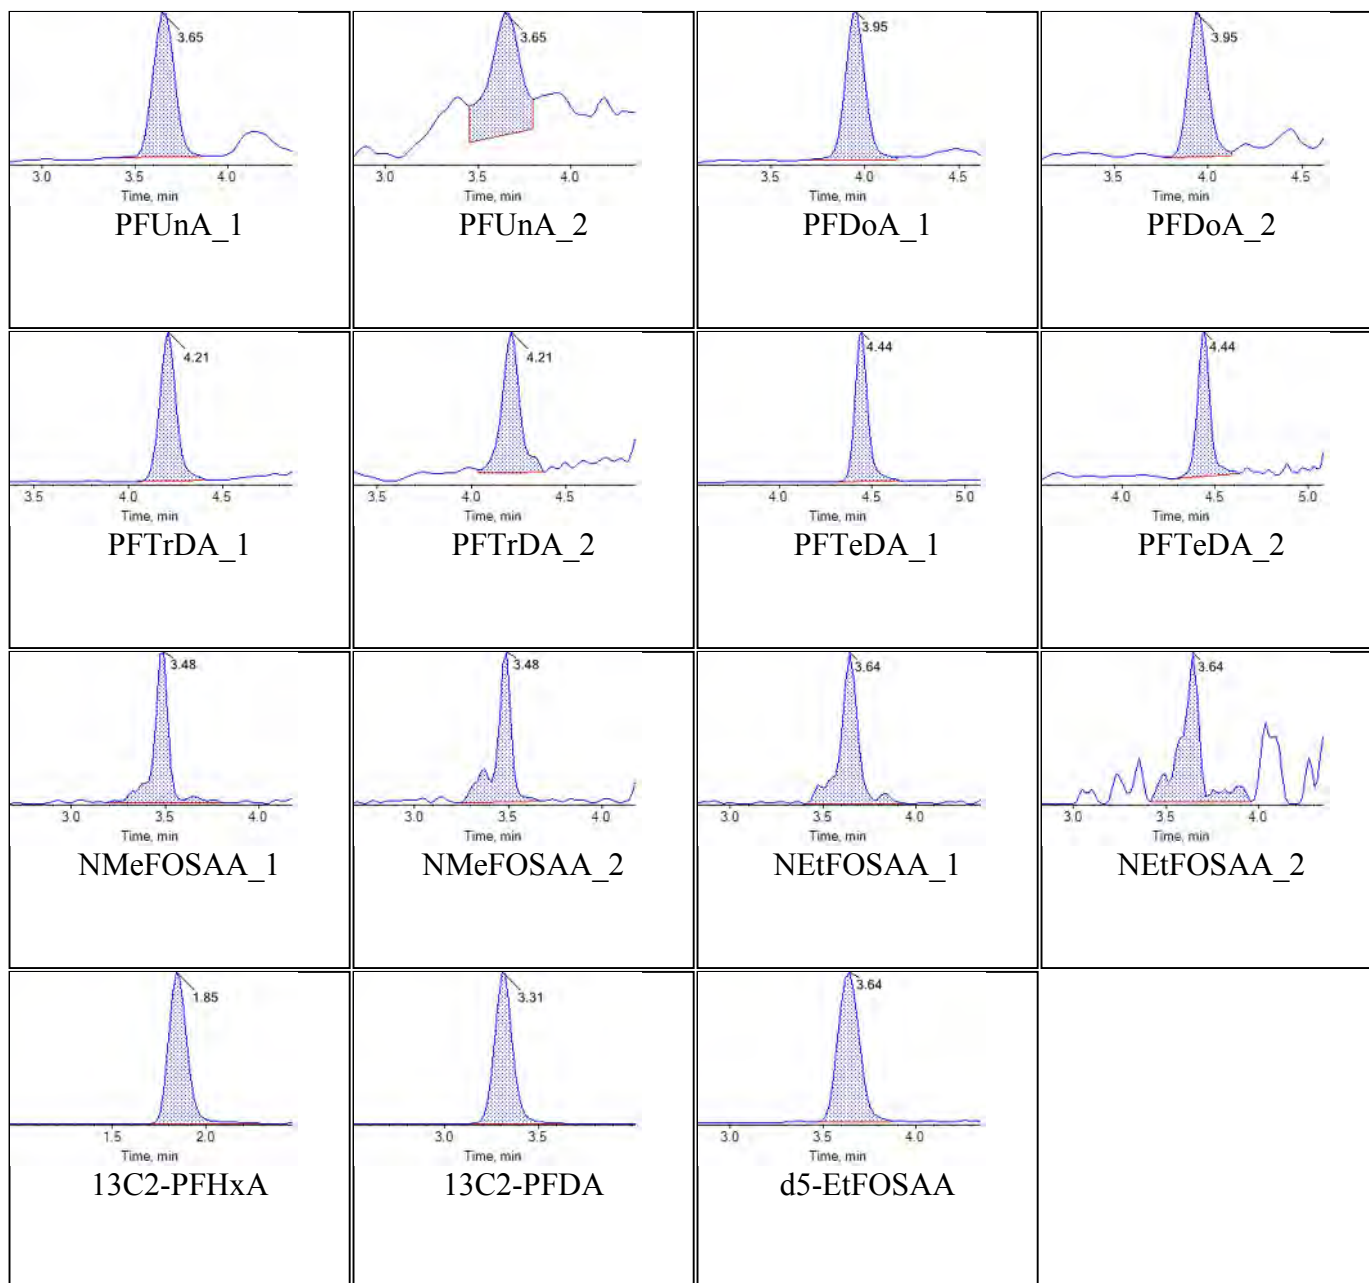 3.65
3.0 3.5 4.0
Time, min
PFUnA_1
3.65
3.0 3.5 4.0
Time, min
PFUnA_2
3.95
3.5 4.0 4.5
Time, min
PFDoA_1
3.95
3.5 4.0 4.5
Time, min
PFDoA_2
4.21
3.5 4.0 4.5
Time, min
PFTrDA_1
4.21
3.5 4.0 4.5
Time, min
PFTrDA_2
4.44
4.0 4.5 5.0
Time, min
PFTeDA_1
4.44
4.0 4.5 5.0
Time, min
PFTeDA_2
3.48
3.0 3.5 4.0
Time, min
NMeFOSAA_1
3.48
3.0 3.5 4.0
Time, min
NMeFOSAA_2
3.64
3.0 3.5 4.0
Time, min
NEtFOSAA_1
3.64
3.0 3.5 4.0
Time, min
NEtFOSAA_2
1.85
1.5 2.0
Time, min
13C2-PFHxA
3.31
3.0 3.5
Time, min
13C2-PFDA
3.64
3.0 3.5 4.0
Time, min
d5-EtFOSAA